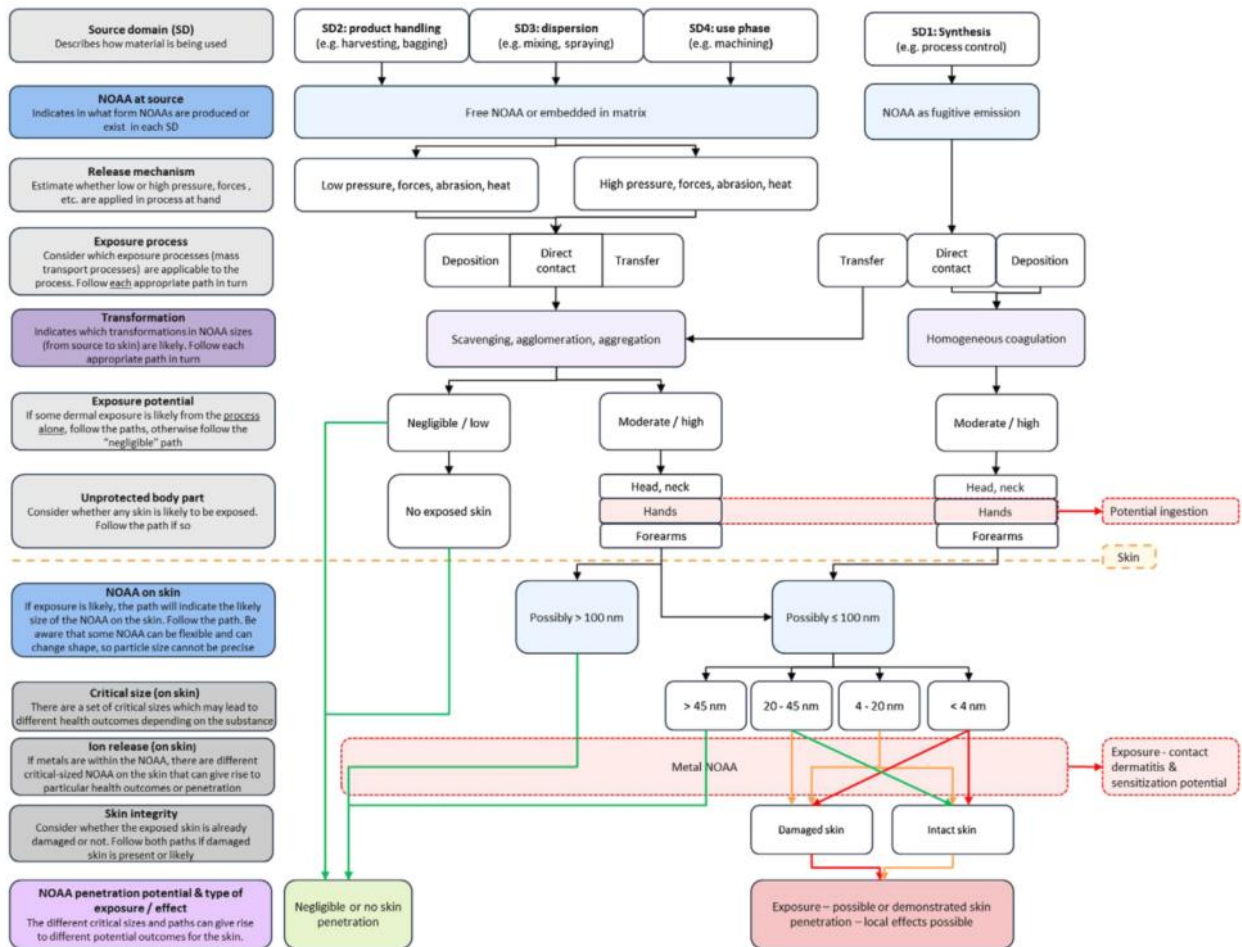 Source domain (SD)
Describes how material is being used
SD2: product handling
(e.g. harvesting, bagging)
SD3: dispersion
(e.g. mixing, spraying)
SD4: use phase
(e.g. machining)
SD1: Synthesis
(e.g. process control)
NOAA at source
Indicates in what form NOAAs are produced or
exist in each SD
Free NOAA or embedded in matrix
NOAA as fugitive emission
Release mechanism
Estimate whether low or high pressure, forces ,
etc. are applied in process at hand
Low pressure, forces, abrasion, heat
High pressure, forces, abrasion, heat
Exposure process
Consider which exposure processes (mass
transport processes) are applicable to the
process. Follow each appropriate path in turn
Deposition
Direct
contact
Transfer
Transfer
Direct
contact
Deposition
Transformation
Indicates which transformations in NOAA sizes
(from source to skin) are likely. Follow each
appropriate path in turn
Scavenging, agglomeration, aggregation
Homogeneous coagulation
Exposure potential
If some dermal exposure is likely from the process
alone, follow the paths, otherwise follow the
"negligible" path
Negligible / low
Moderate / high
Moderate / high
Unprotected body part
Consider whether any skin is likely to be exposed.
Follow the path if so
No exposed skin
Head, neck
Hands
Forearms
Head, neck
Hands
Forearms
Potential ingestion
Skin
NOAA on skin
If exposure is likely, the path will indicate the likely
size of the NOAA on the skin. Follow the path. Be
aware that some NOAA can be flexible and can
change shape, so particle size cannot be precise
Possibly > 100 nm
Possibly ≤ 100 nm
Critical size (on skin)
There are a set of critical sizes which may lead to
different health outcomes depending on the substance
> 45 nm
20 - 45 nm
4 - 20 nm
< 4 nm
Ion release (on skin)
If metals are within the NOAA, there are different
critical-sized NOAA on the skin that can give rise to
particular health outcomes or penetration
Metal NOAA
Exposure - contact
dermatitis &
sensitization potential
Skin integrity
Consider whether the exposed skin is already
damaged or not. Follow both paths if damaged
skin is present or likely
Damaged skin
Intact skin
NOAA penetration potential & type of
exposure / effect
The different critical sizes and paths can give rise
to different potential outcomes for the skin.
Negligible or no skin
penetration
Exposure – possible or demonstrated skin
penetration – local effects possible